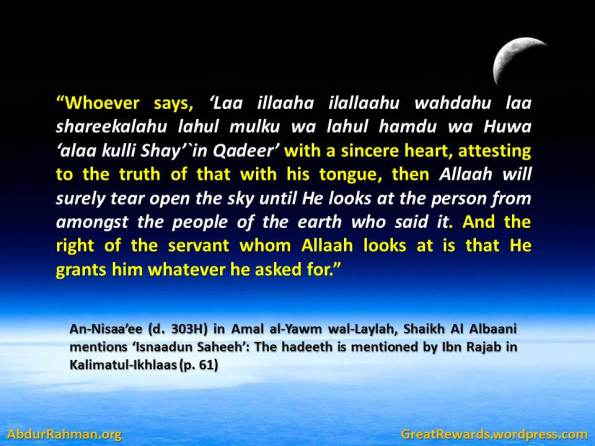 “Whoever says, ‘Laa illaaha ilallaahu wahdahu laa
shareekalahu lahul mulku wa lahul hamdu wa Huwa
‘alaa kulli Shay’`in Qadeer’ with a sincere heart, attesting
to the truth of that with his tongue, then Allaah will
surely tear open the sky until He looks at the person from
amongst the people of the earth who said it. And the
right of the servant whom Allaah looks at is that He
grants him whatever he asked for.”
An-Nisaa’ee (d. 303H) in Amal al-Yawm wal-Laylah, Shaikh Al Albaani
mentions ‘Isnaadun Saheeh’: The hadeeth is mentioned by Ibn Rajab in
Kalimatul-Ikhlaas (p. 61)
AbdurRahman.org
GreatRewards.wordpress.com